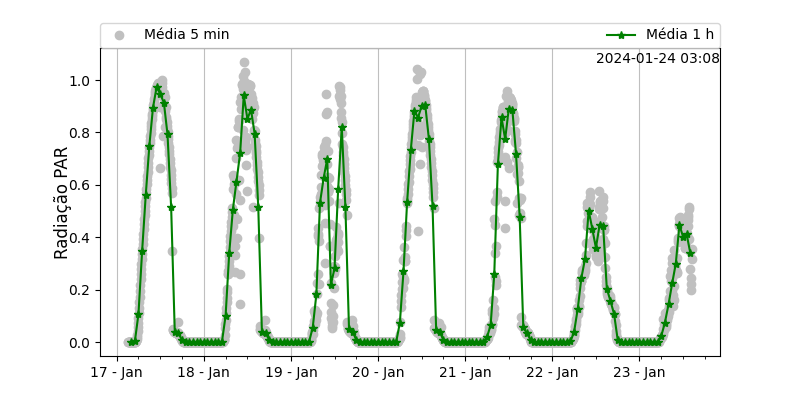 Média 5 min
Média 1 h
2024-01-24 03:08
Radiação PAR
1.0
0.8
0.6
0.4
0.2
0.0
17 - Jan
18 - Jan
19 - Jan
20 - Jan
21 - Jan
22 - Jan
23 - Jan